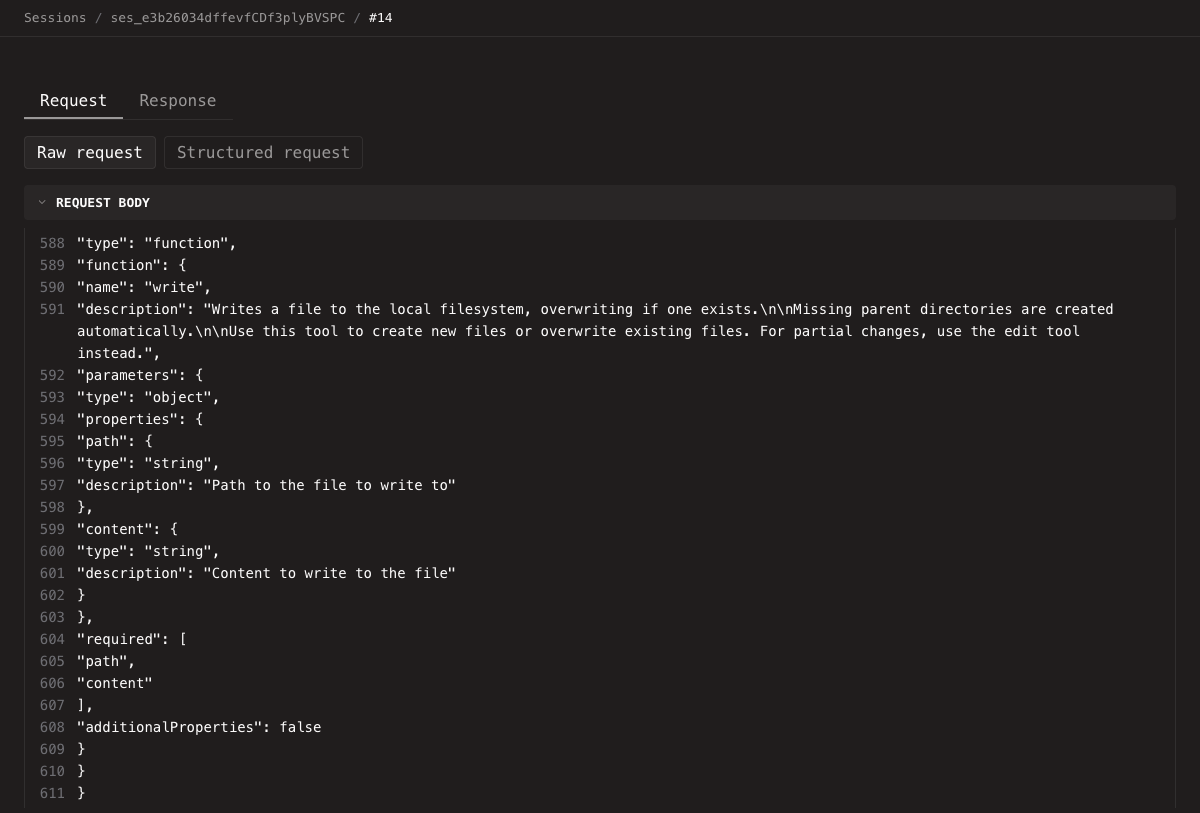 Sessions / ses_e3b26034dffevfCDf3plyBVSPC / #14
Request Response
Raw request Structured request
REQUEST BODY
588 "type": "function",
589 "function": {
590 "name": "write",
591 "description": "Writes a file to the local filesystem, overwriting if one exists.\n\nMissing parent directories are created
automatically.\n\nUse this tool to create new files or overwrite existing files. For partial changes, use the edit tool
instead.",
592 "parameters": {
593 "type": "object",
594 "properties": {
595 "path": {
596 "type": "string",
597 "description": "Path to the file to write to"
598 },
599 "content": {
600 "type": "string",
601 "description": "Content to write to the file"
602 }
603 },
604 "required": [
605 "path",
606 "content"
607 ],
608 "additionalProperties": false
609 }
610 }
611 }